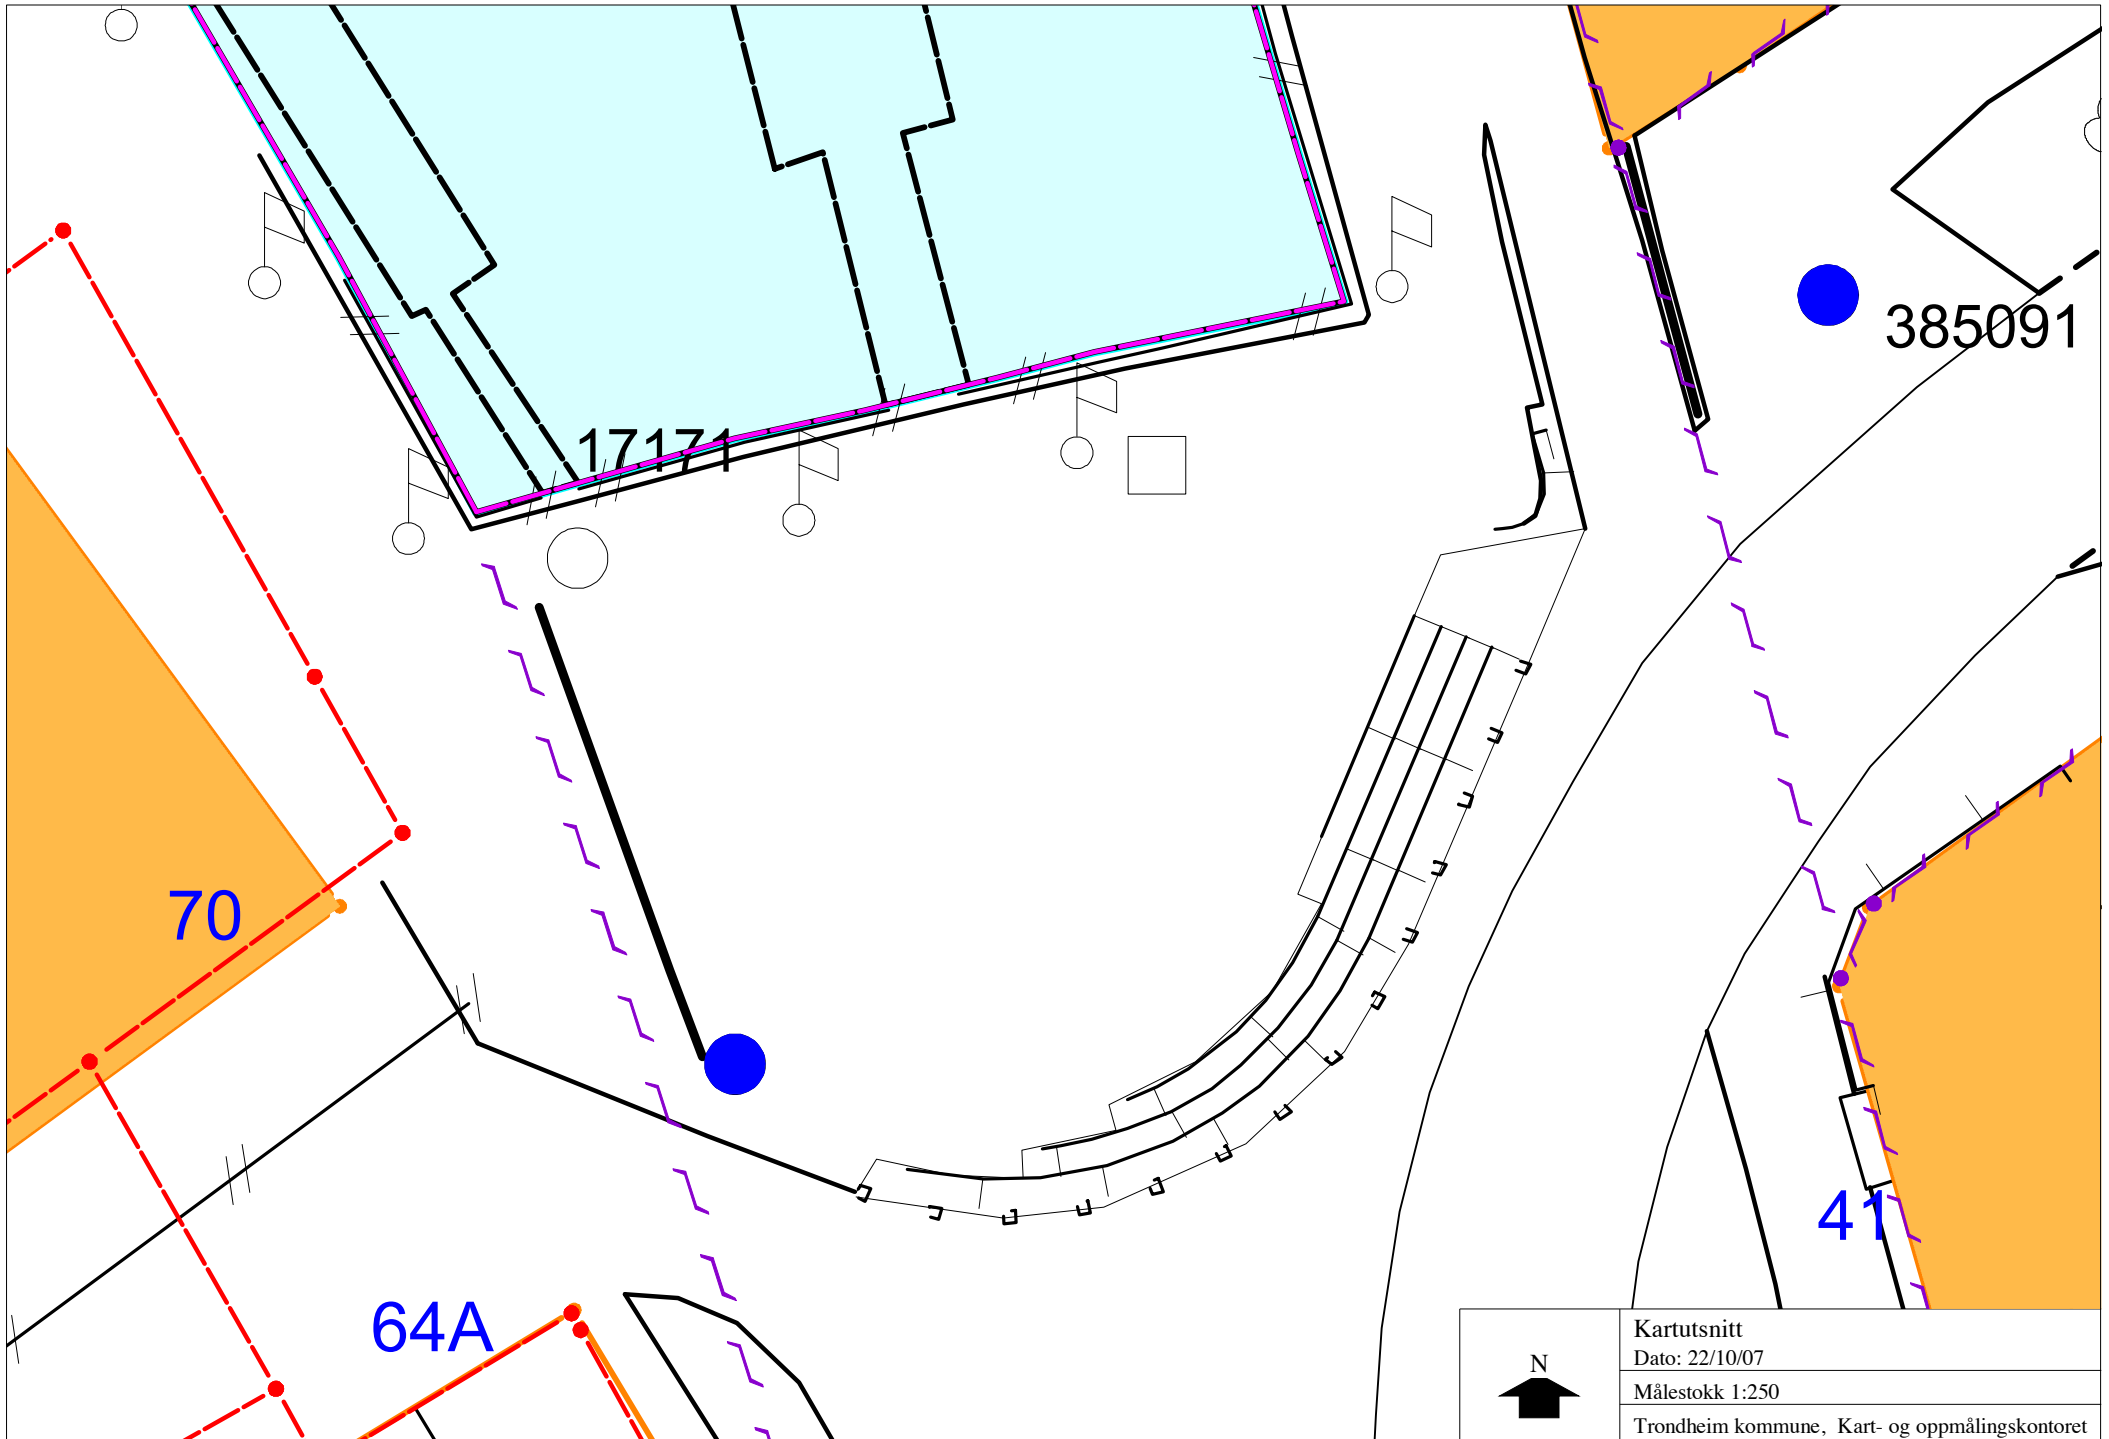 385091
17171
70
41
64A
N
Kartutsnitt
Dato: 22/10/07
Målestokk 1:250
Trondheim kommune, Kart- og oppmålingskontoret